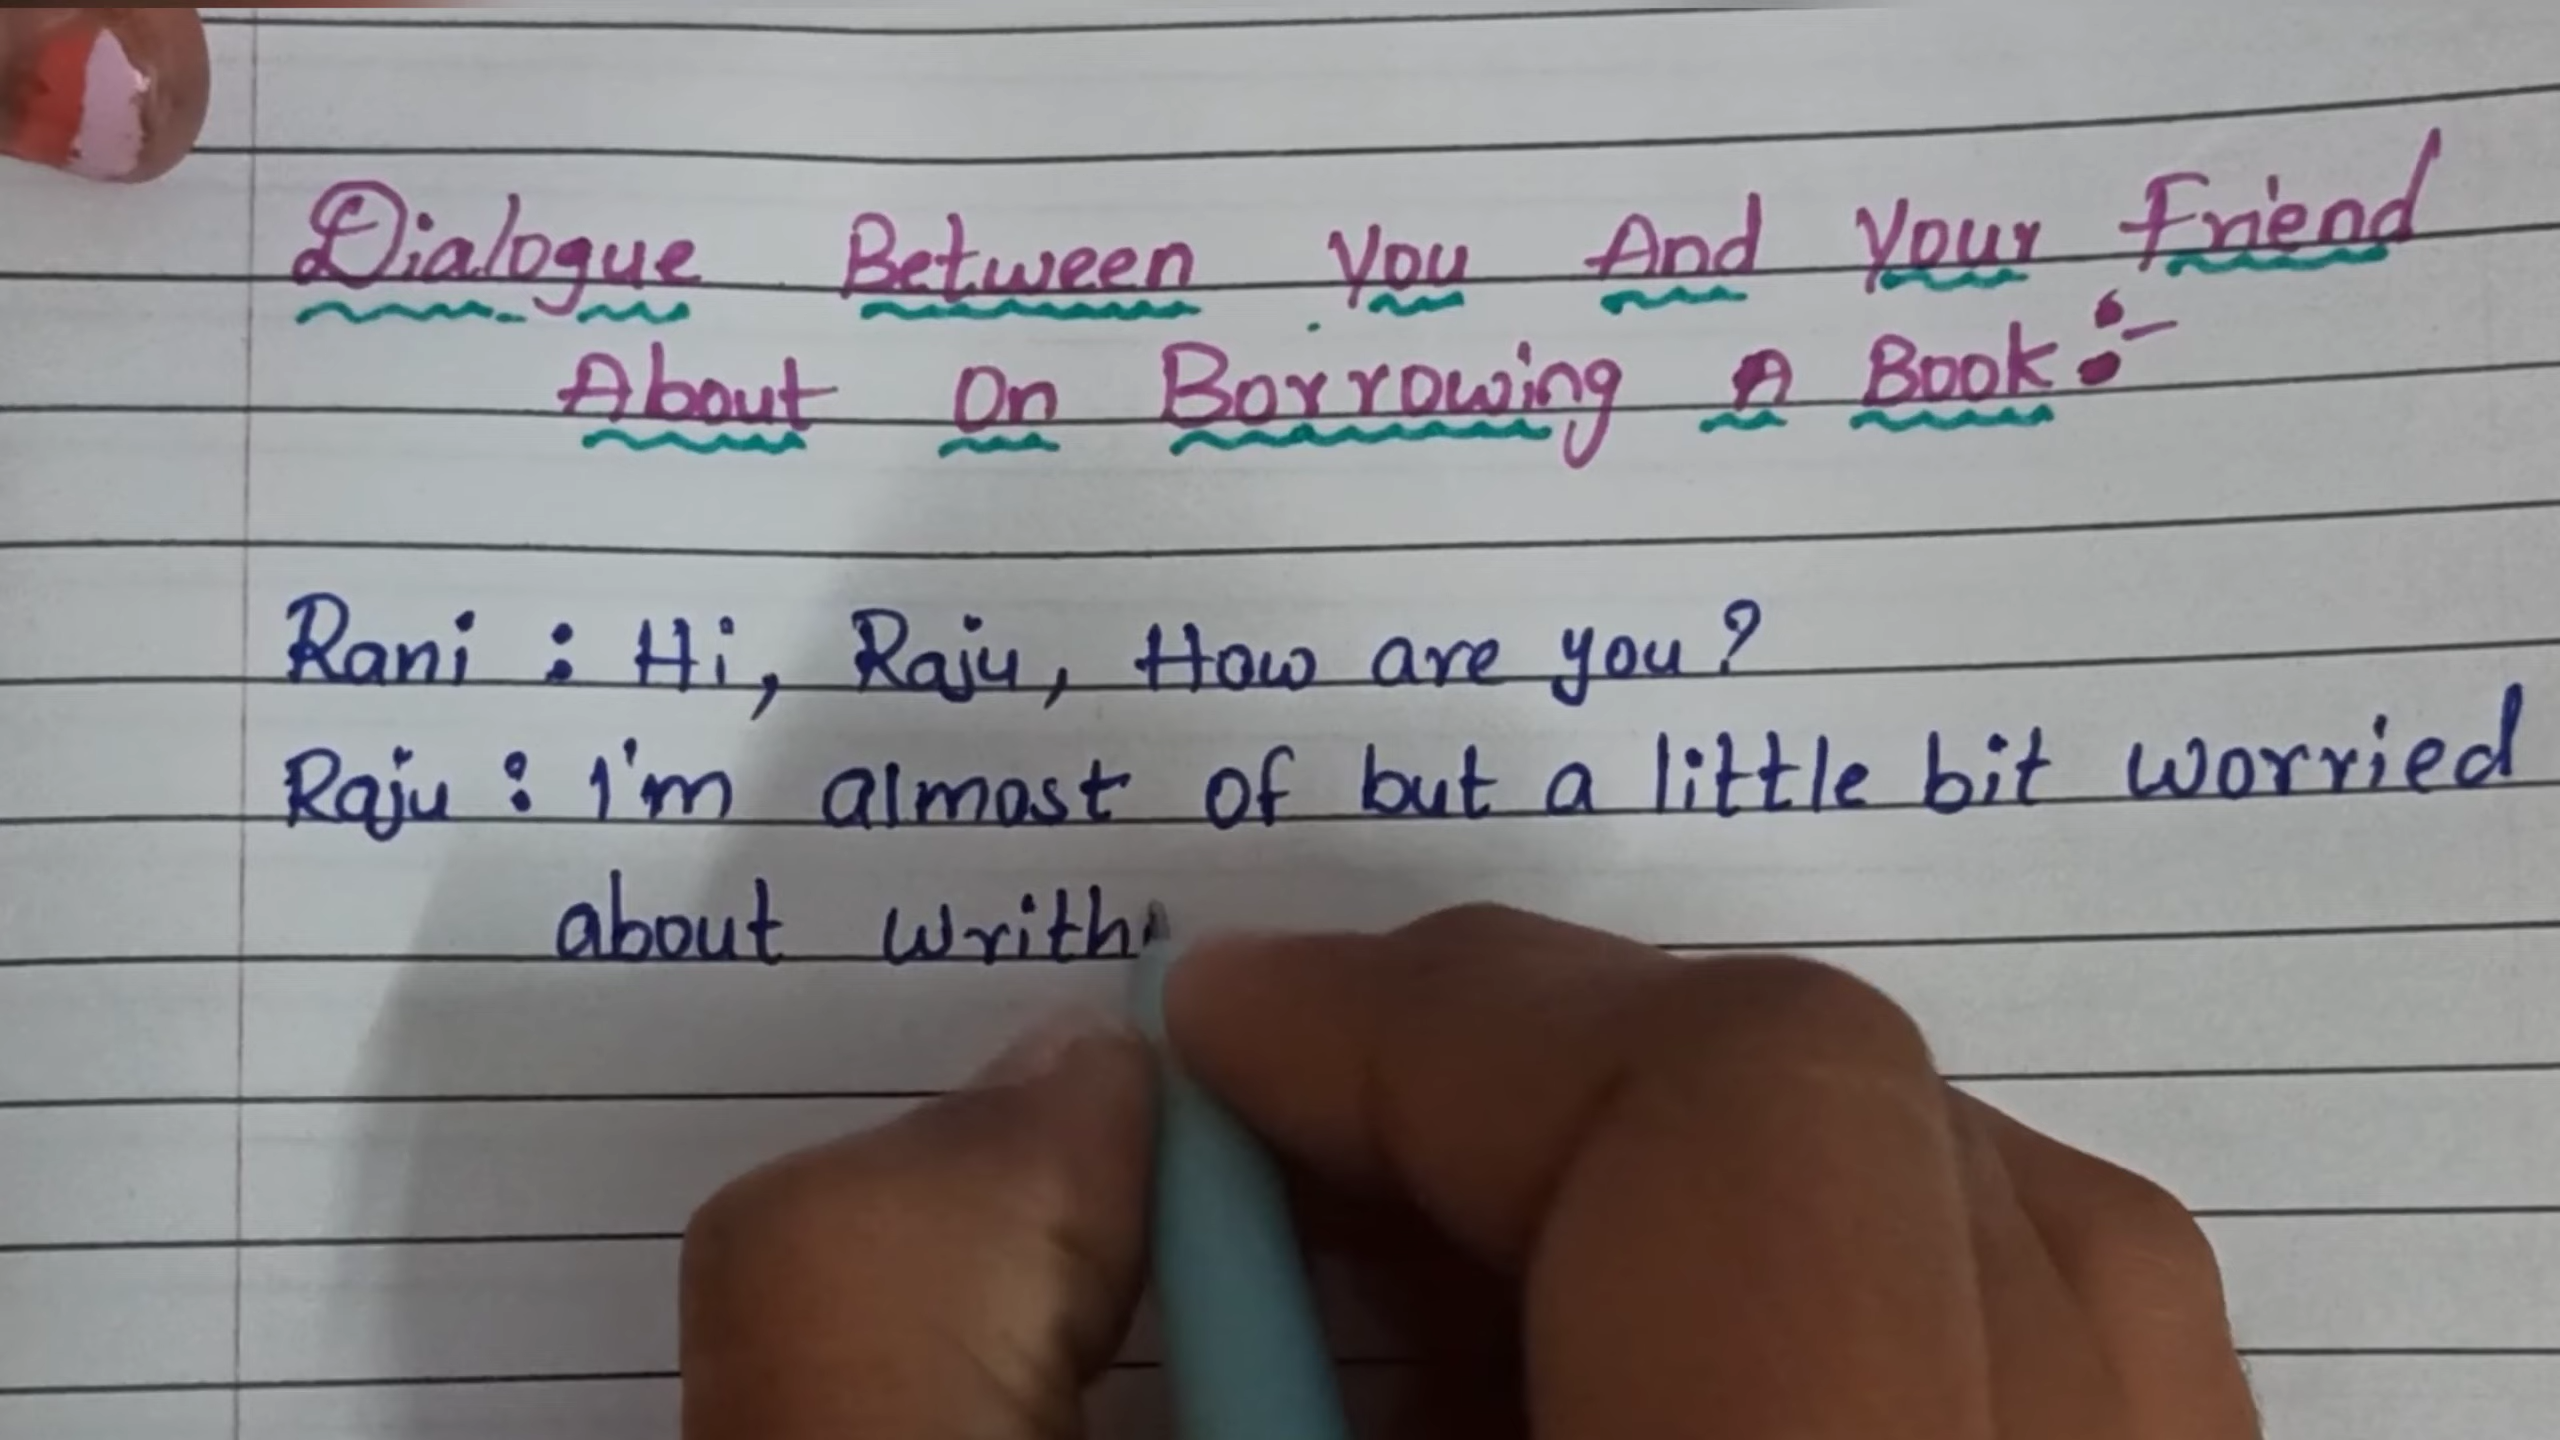 Dialogue Between You And Your Friend
About On Borrowing A Book :-
Rani : Hi, Raju, How are you?
Raju : I'm almost of but a little bit worried
about